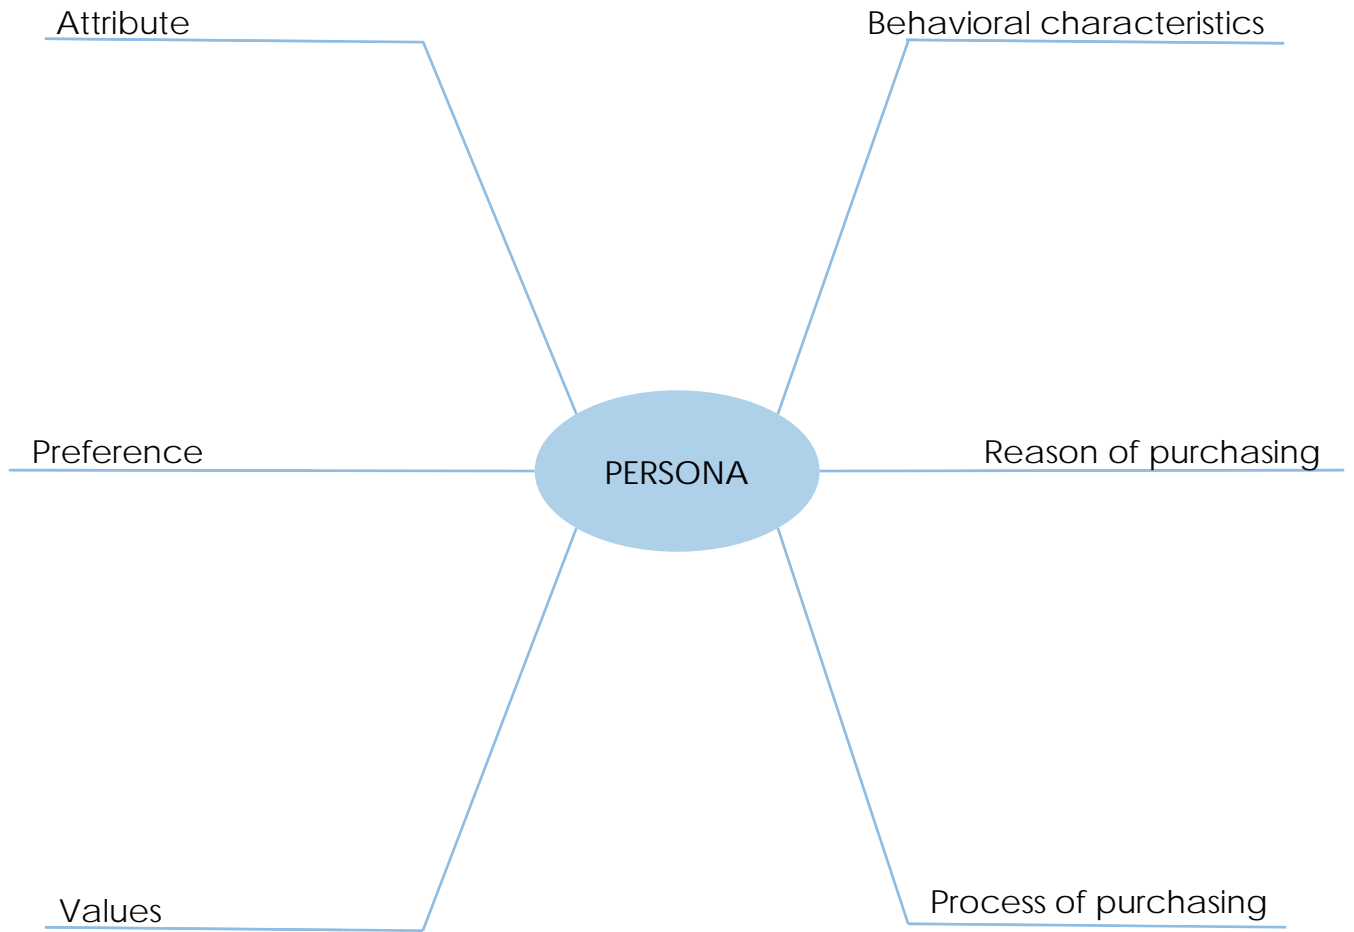 Attribute
Behavioral characteristics
Preference
Reason of purchasing
PERSONA
Values
Process of purchasing